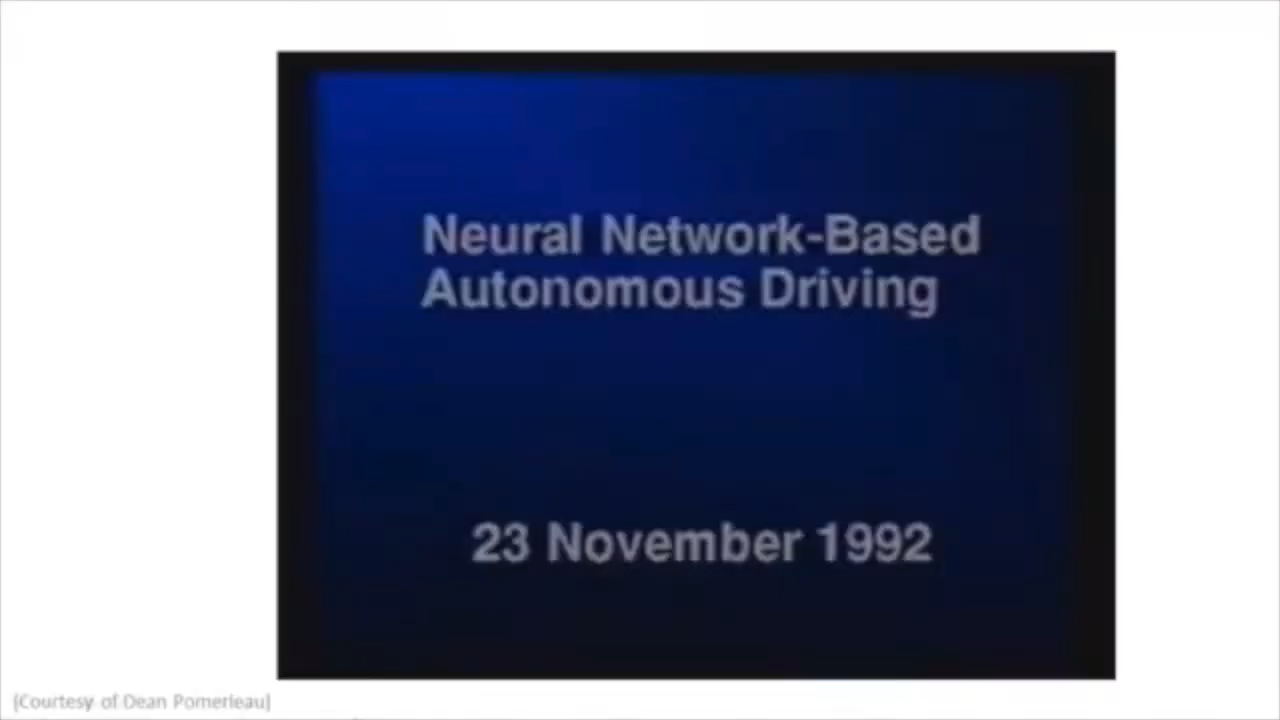 Neural Network-Based
Autonomous Driving
23 November 1992
[Courtesy of Dean Pomerleau]